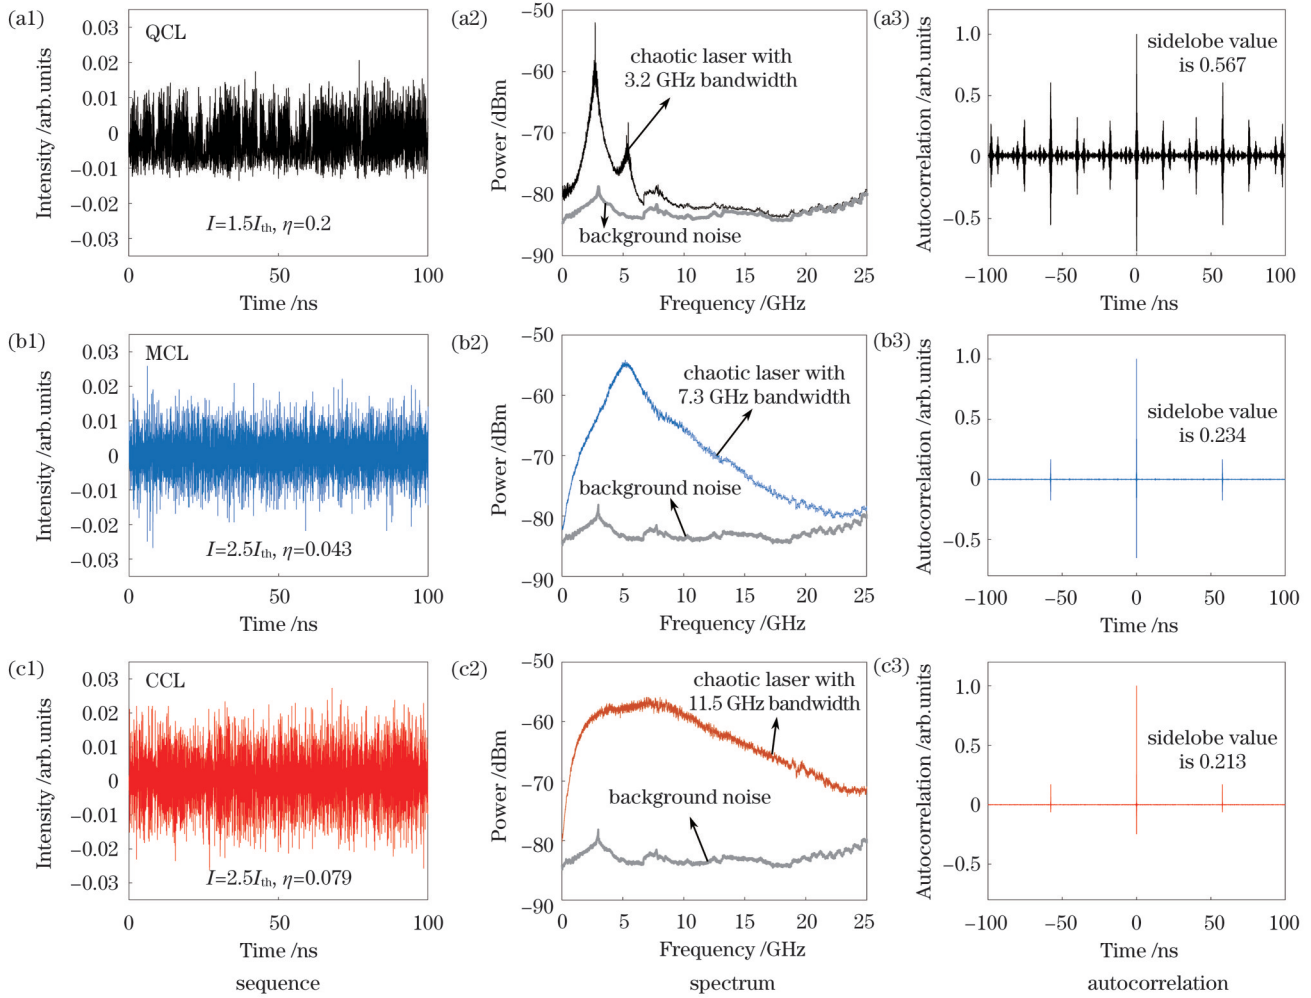 (a1)
0.03
0.02
0.01
0
−0.01
−0.02
−0.03
Intensity /arb.units
QCL
I=1.5Ith, η=0.2
0
50
100
Time /ns
(a2)
−50
−60
−70
−80
−90
Power /dBm
chaotic laser with
3.2 GHz bandwidth
background noise
0
5
10
15
20
25
Frequency /GHz
(a3)
1.0
0.5
0
−0.5
Autocorrelation /arb.units
sidelobe value
is 0.567
−100
−50
0
50
100
Time /ns
(b1)
0.03
0.02
0.01
0
−0.01
−0.02
−0.03
Intensity /arb.units
MCL
I=2.5Ith, η=0.043
0
50
100
Time /ns
(b2)
−50
−60
−70
−80
−90
Power /dBm
chaotic laser with
7.3 GHz bandwidth
background noise
0
5
10
15
20
25
Frequency /GHz
(b3)
1.0
0.5
0
−0.5
Autocorrelation /arb.units
sidelobe value
is 0.234
−100
−50
0
50
100
Time /ns
(c1)
0.03
0.02
0.01
0
−0.01
−0.02
−0.03
Intensity /arb.units
CCL
I=2.5Ith, η=0.079
0
50
100
Time /ns
sequence
(c2)
−50
−60
−70
−80
−90
Power /dBm
chaotic laser with
11.5 GHz bandwidth
background noise
0
5
10
15
20
25
Frequency /GHz
spectrum
(c3)
1.0
0.5
0
−0.5
Autocorrelation /arb.units
sidelobe value
is 0.213
−100
−50
0
50
100
Time /ns
autocorrelation